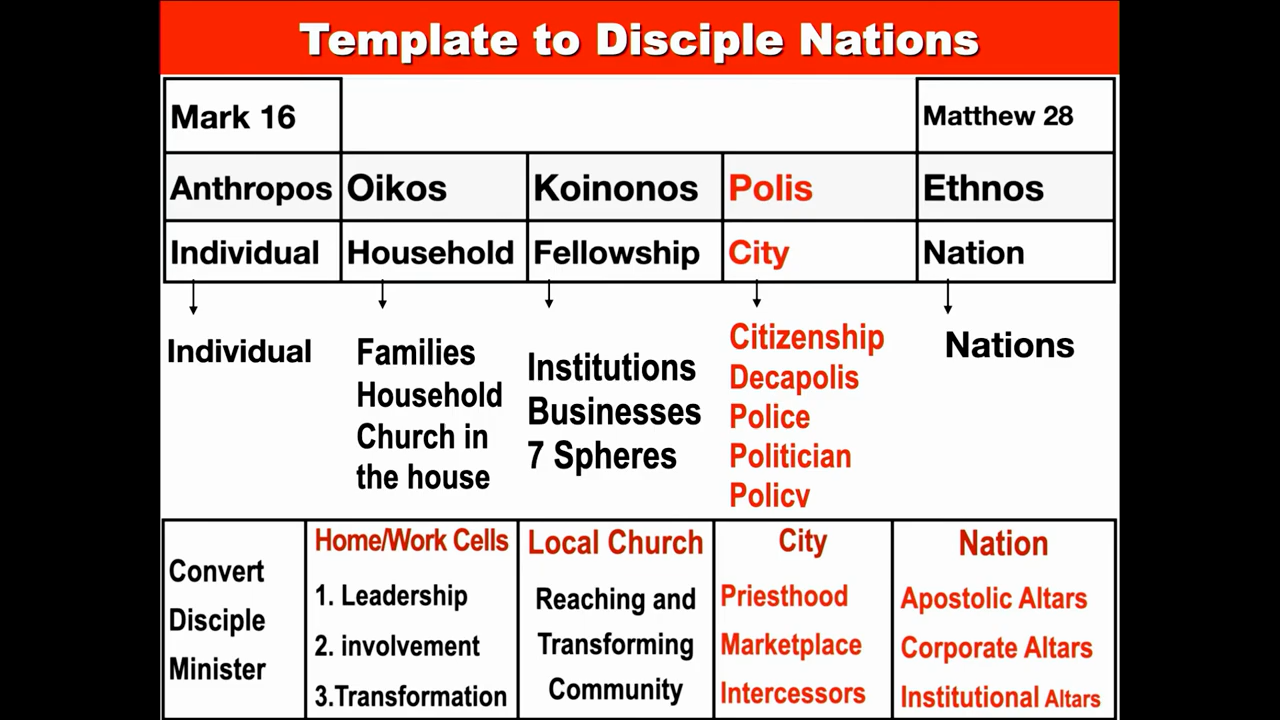 Template to Disciple Nations
Mark 16
Matthew 28
Anthropos Oikos Koinonos Polis Ethnos
Individual Household Fellowship City Nation
Individual
Families
Household
Church in
the house
Institutions
Businesses
7 Spheres
Citizenship
Decapolis
Police
Politician
Policy
Nations
Convert
Disciple
Minister
Home/Work Cells
1. Leadership
2. involvement
3.Transformation
Local Church
Reaching and
Transforming
Community
City
Priesthood
Marketplace
Intercessors
Nation
Apostolic Altars
Corporate Altars
Institutional Altars